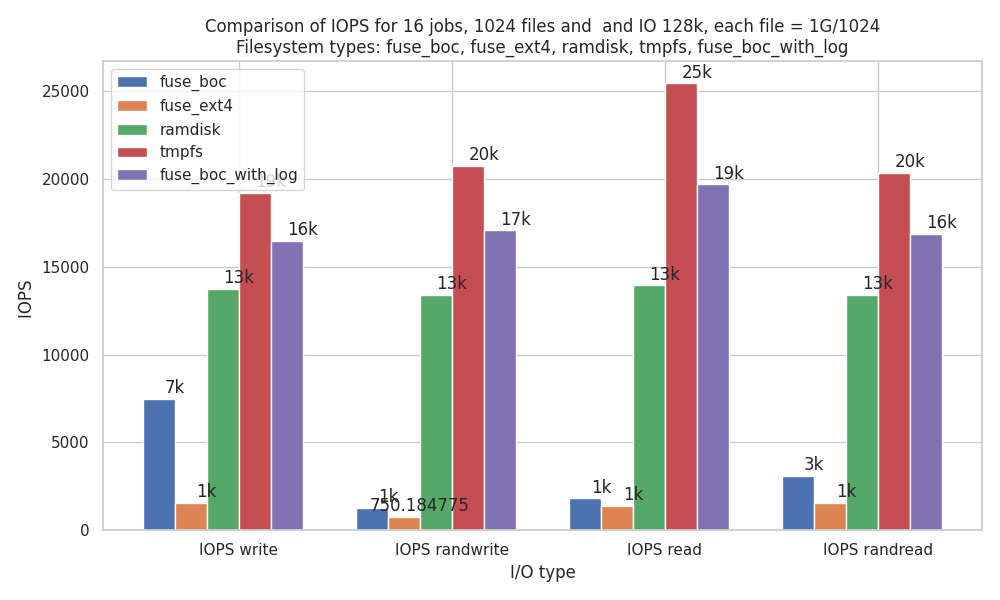 Comparison of IOPS for 16 jobs, 1024 files and  and IO 128k, each file = 1G/1024
Filesystem types: fuse_boc, fuse_ext4, ramdisk, tmpfs, fuse_boc_with_log
fuse_boc
fuse_ext4
ramdisk
tmpfs
fuse_boc_with_log
IOPS
25000
20000
15000
10000
5000
0
7k
1k
13k
19k
16k
1k
750.184775
13k
20k
17k
1k
1k
13k
25k
19k
3k
1k
13k
20k
16k
IOPS write
IOPS randwrite
IOPS read
IOPS randread
I/O type